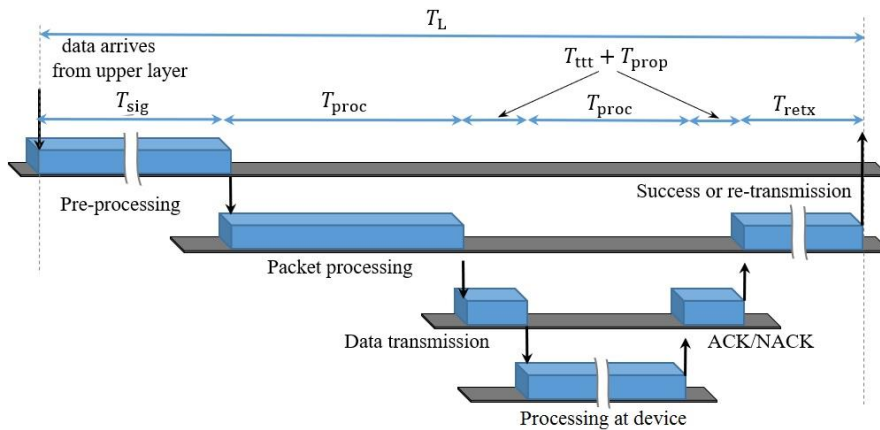 T_L
data arrives
from upper layer
T_ttt + T_prop
T_sig
T_proc
T_proc
T_retx
Pre-processing
Success or re-transmission
Packet processing
Data transmission
ACK/NACK
Processing at device